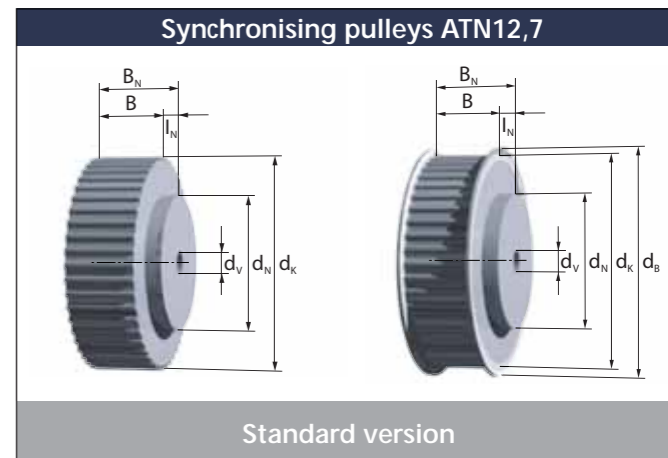 Synchronising pulleys ATN12,7
B_N
B
l_N
d_V d_N d_K
B_N
B
l_N
d_V d_N d_K d_B
Standard version